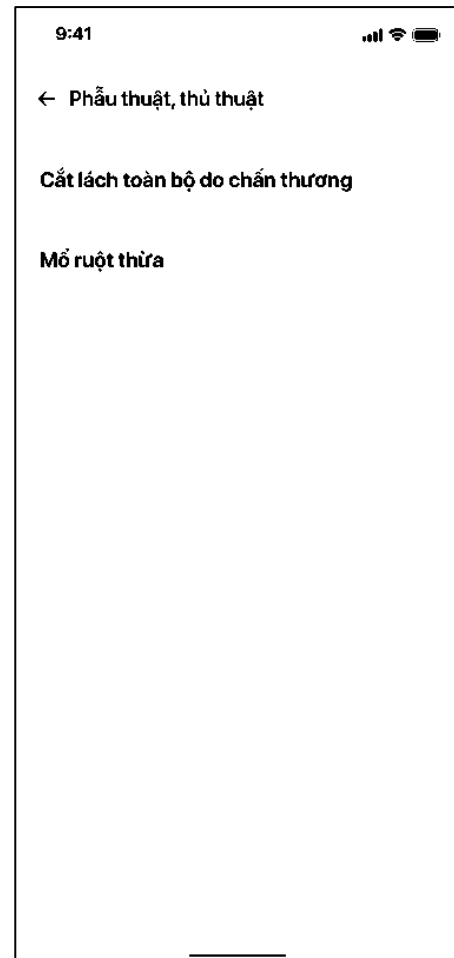 9:41
← Phẫu thuật, thủ thuật
Cắt lách toàn bộ do chấn thương
Mổ ruột thừa